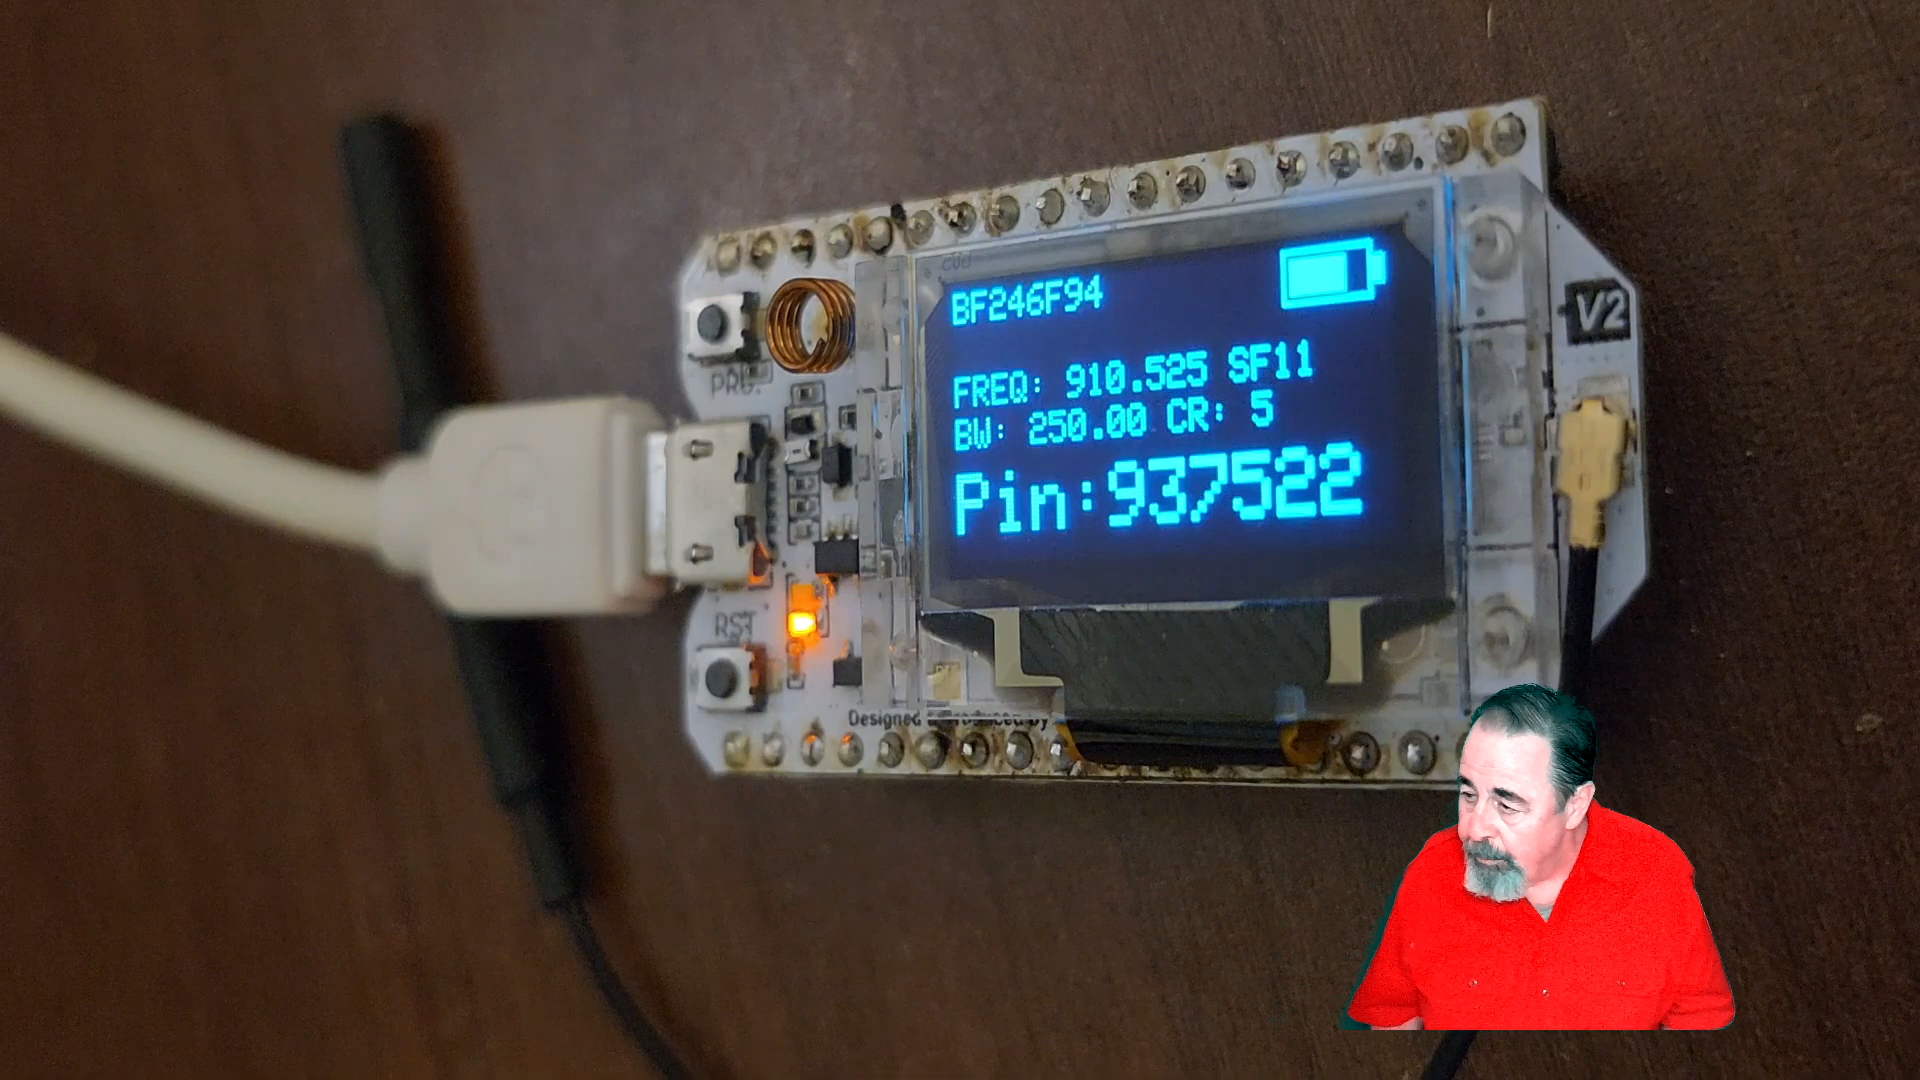 BF246F94
FREQ: 910.525 SF11
BW: 250.00 CR: 5
Pin:937522
V2
PRG
RST
Designed